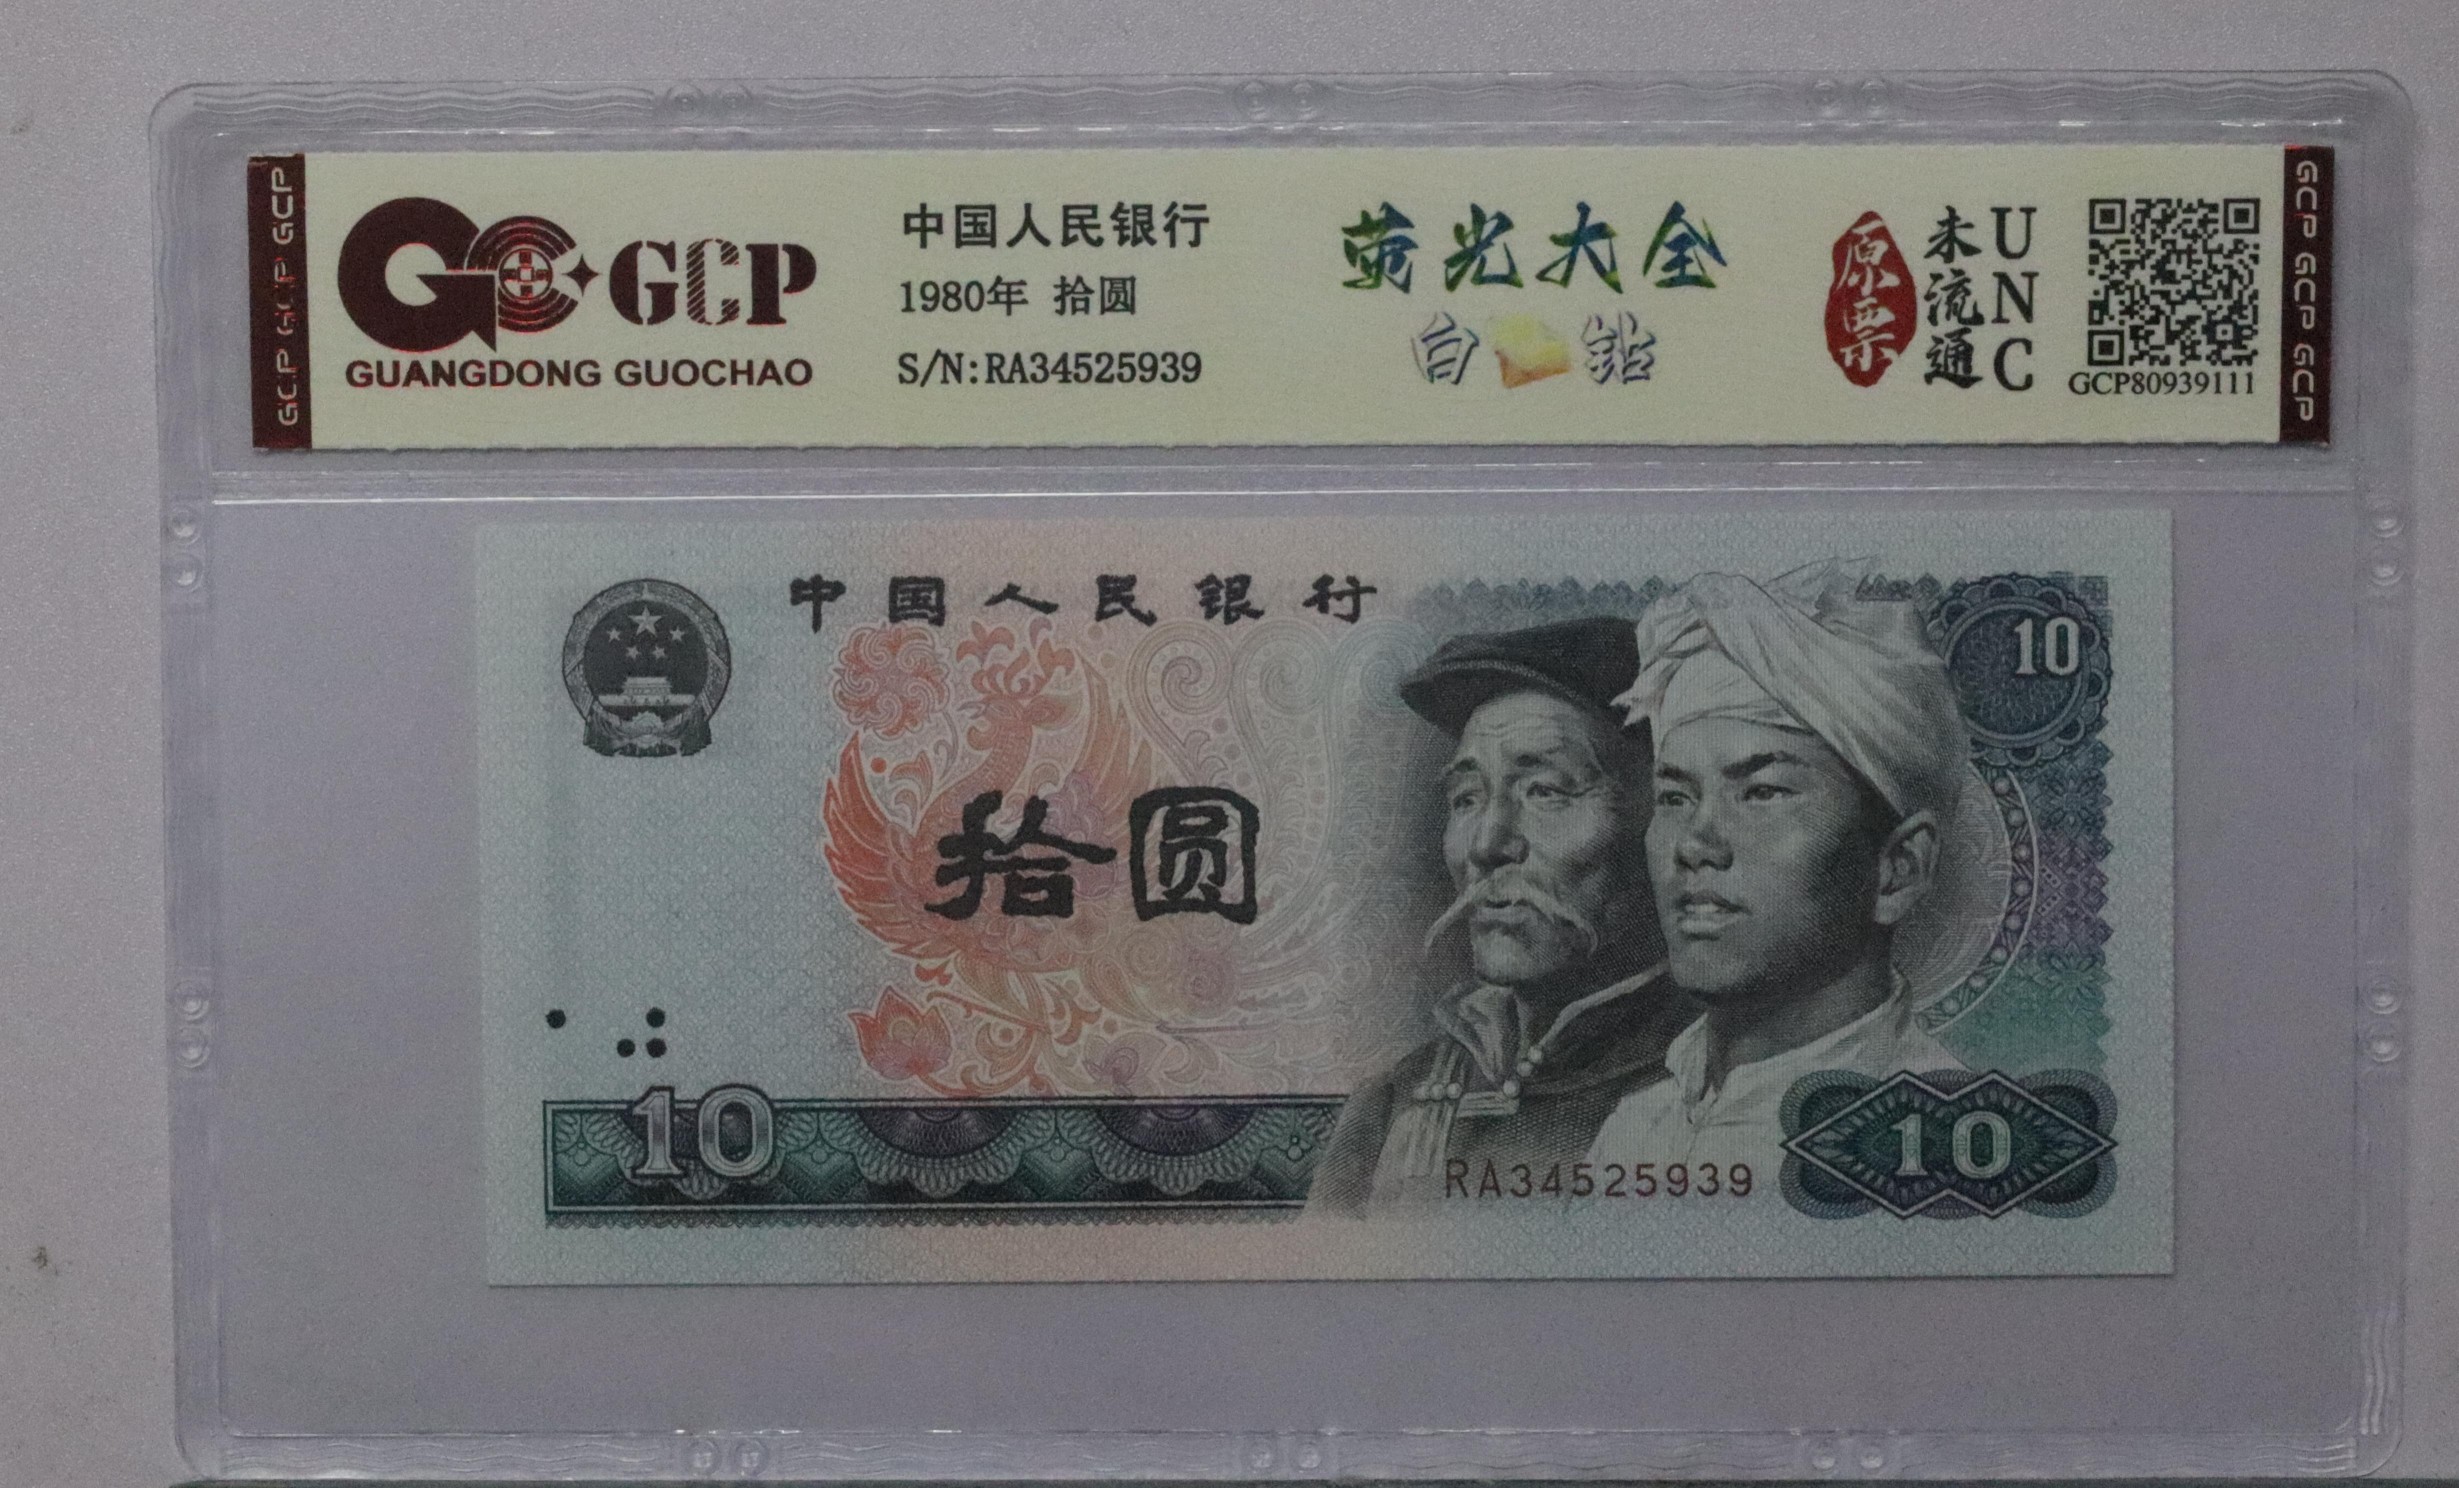 GCP GCP GCP
GCP
GUANGDONG GUOCHAO
中国人民银行
1980年 拾圆
S/N:RA34525939
荧光大全
白钻
原票
未流通
UNC
GCP80939111
GCP GCP GCP
中国人民银行
10
拾圆
10
RA34525939
10